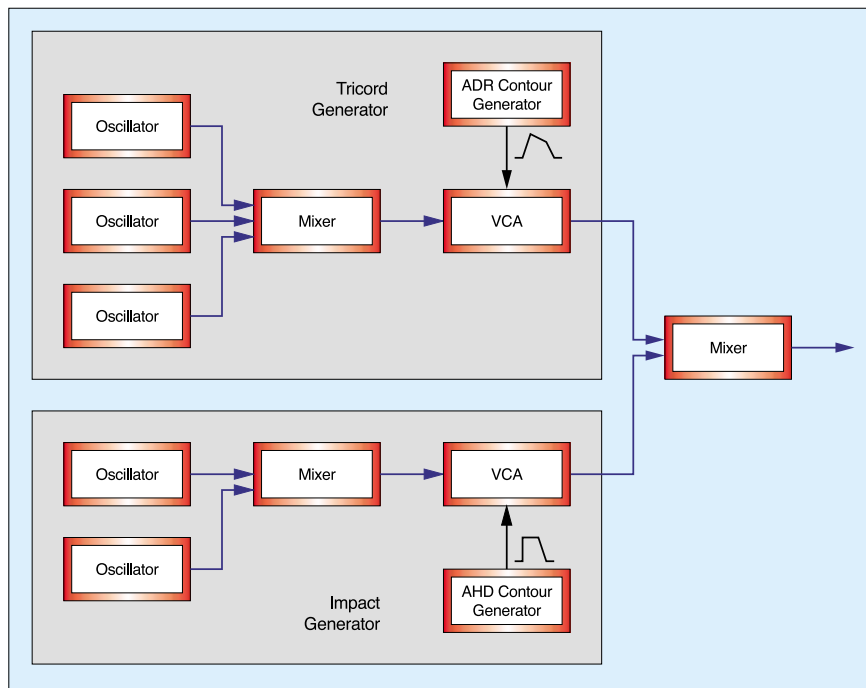 Tricord
Generator
ADR Contour
Generator
Oscillator
Oscillator
Mixer
VCA
Oscillator
Mixer
Oscillator
Mixer
VCA
Oscillator
Impact
Generator
AHD Contour
Generator